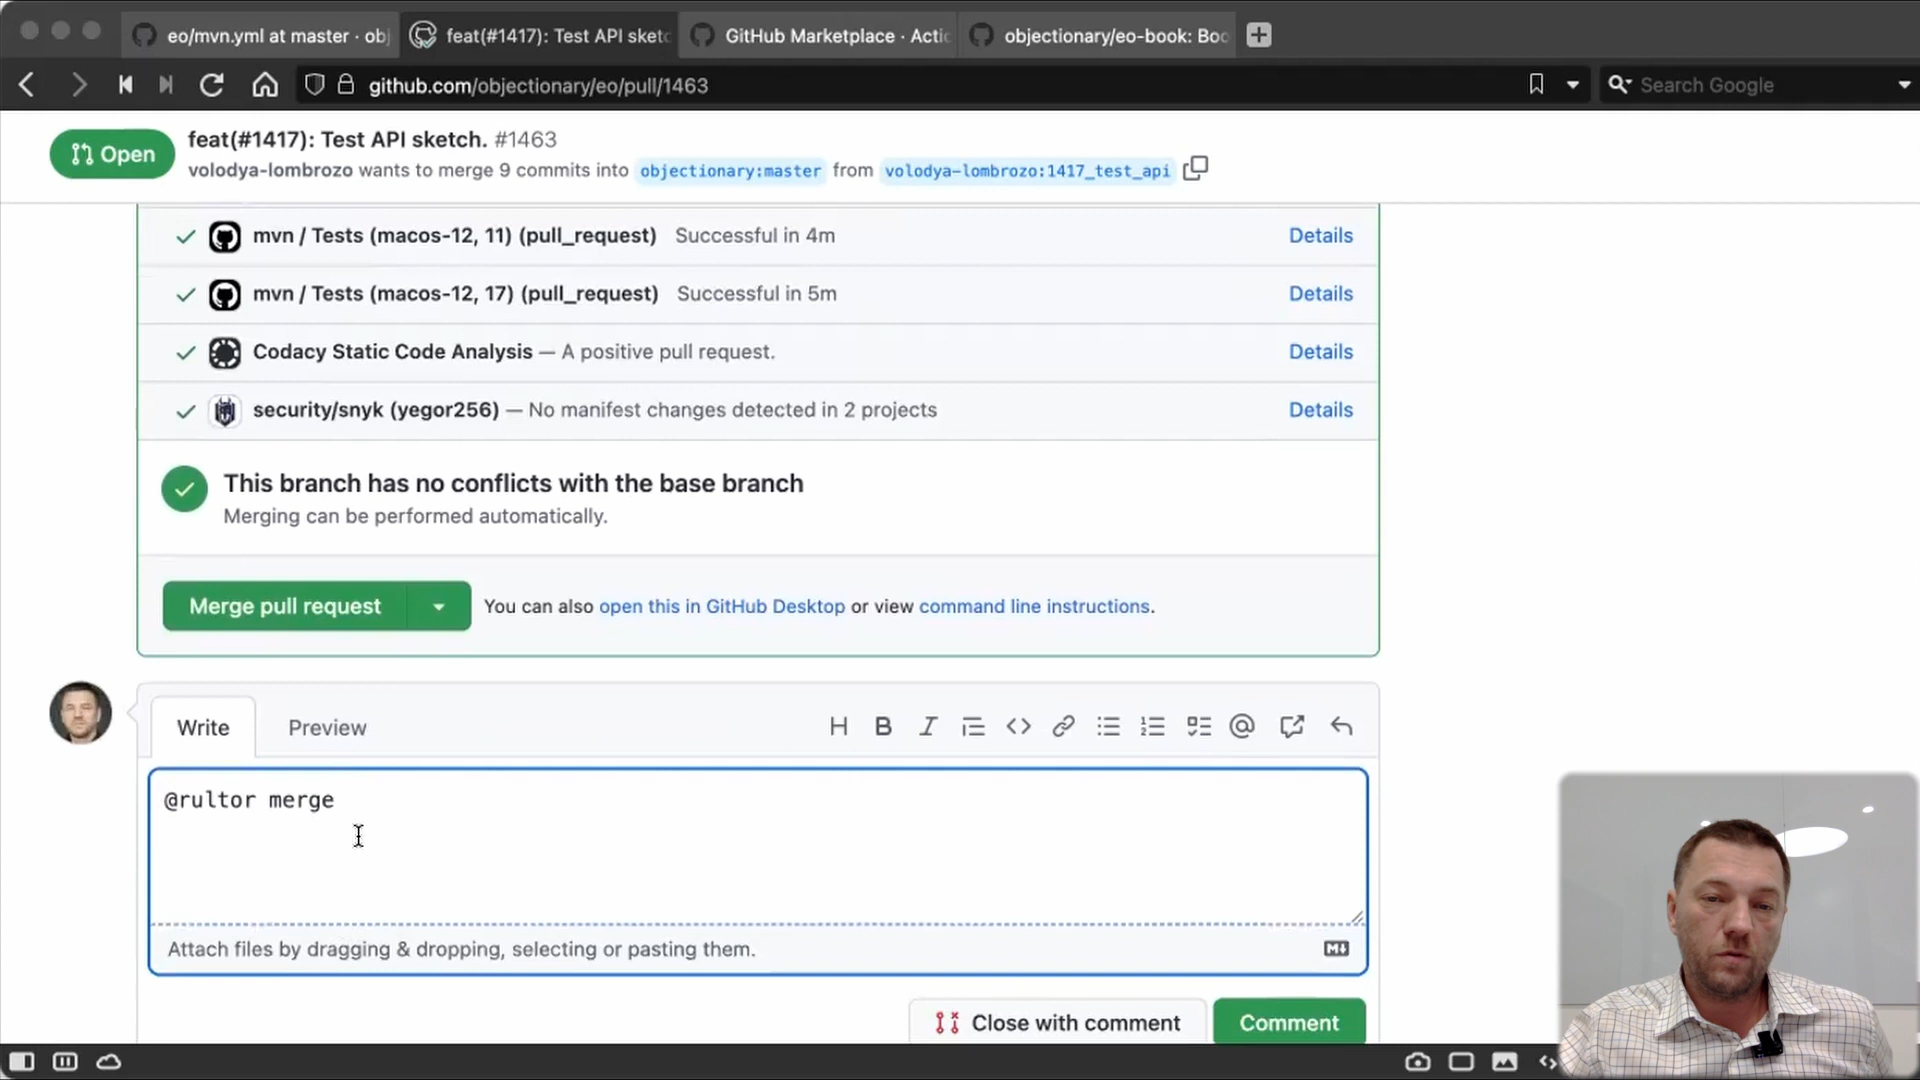 eo/mvn.yml at master · obj
feat(#1417): Test API sketc
GitHub Marketplace · Actio
objectionary/eo-book: Boo
github.com/objectionary/eo/pull/1463
Search Google
Open
feat(#1417): Test API sketch. #1463
volodya-lombrozo wants to merge 9 commits into objectionary:master from volodya-lombrozo:1417_test_api
mvn / Tests (macos-12, 11) (pull_request) Successful in 4m Details
mvn / Tests (macos-12, 17) (pull_request) Successful in 5m Details
Codacy Static Code Analysis — A positive pull request. Details
security/snyk (yegor256) — No manifest changes detected in 2 projects Details
This branch has no conflicts with the base branch
Merging can be performed automatically.
Merge pull request You can also open this in GitHub Desktop or view command line instructions.
Write Preview
@rultor merge
Attach files by dragging & dropping, selecting or pasting them.
Close with comment Comment